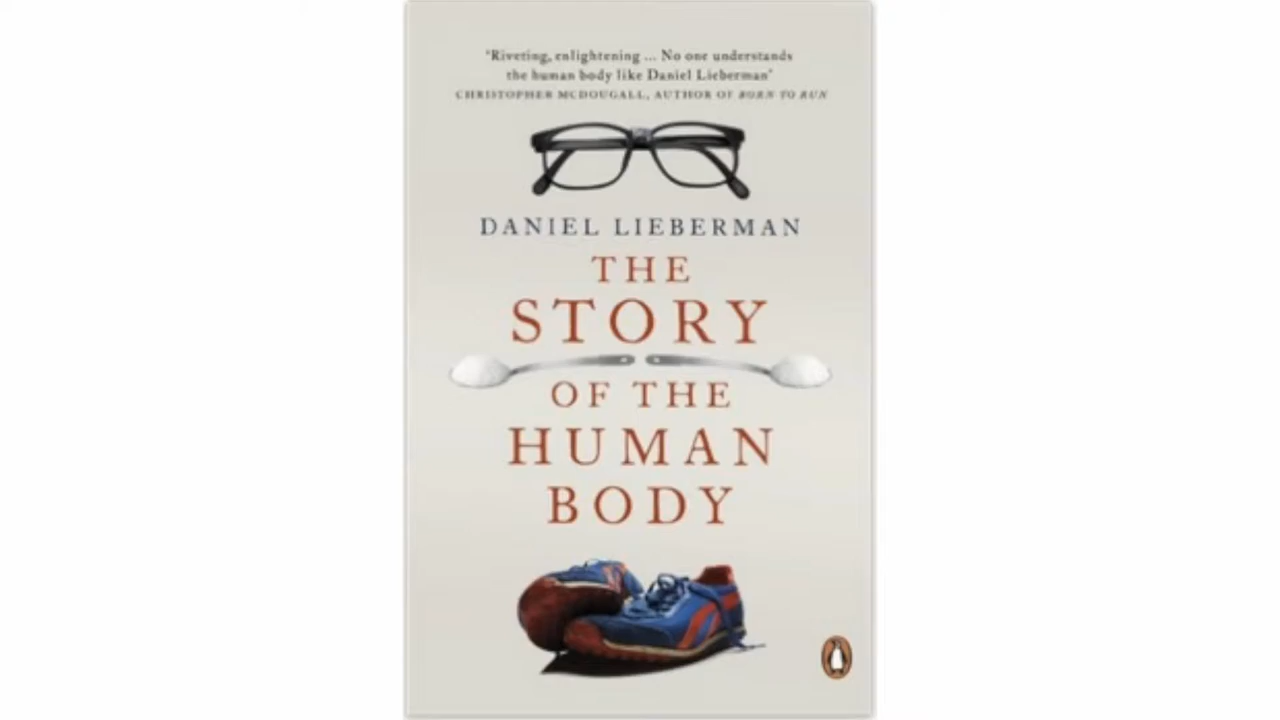 'Riveting, enlightening ... No one understands
the human body like Daniel Lieberman'
CHRISTOPHER MCDOUGALL, AUTHOR OF BORN TO RUN
DANIEL LIEBERMAN
THE
STORY
OF THE
HUMAN
BODY